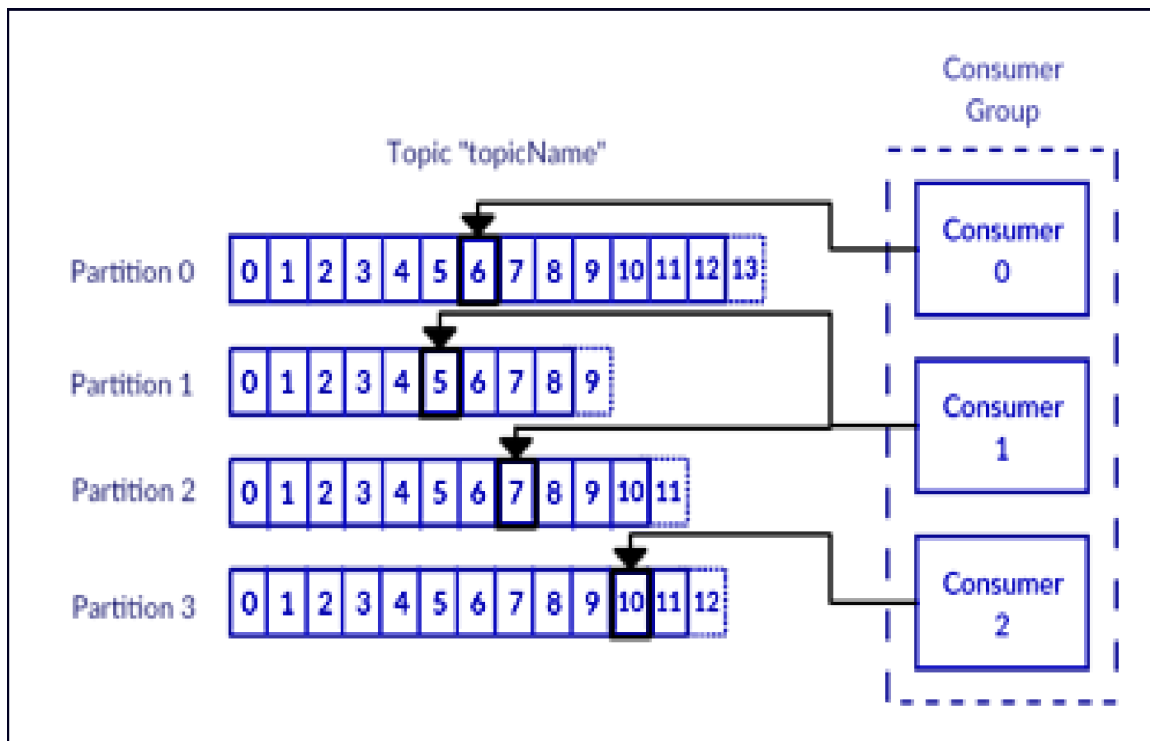 Consumer
Group
Topic "topicName"
Consumer
0
Partition 0
0 1 2 3 4 5 6 7 8 9 10 11 12 13
Partition 1
0 1 2 3 4 5 6 7 8 9
Consumer
1
Partition 2
0 1 2 3 4 5 6 7 8 9 10 11
Partition 3
0 1 2 3 4 5 6 7 8 9 10 11 12
Consumer
2